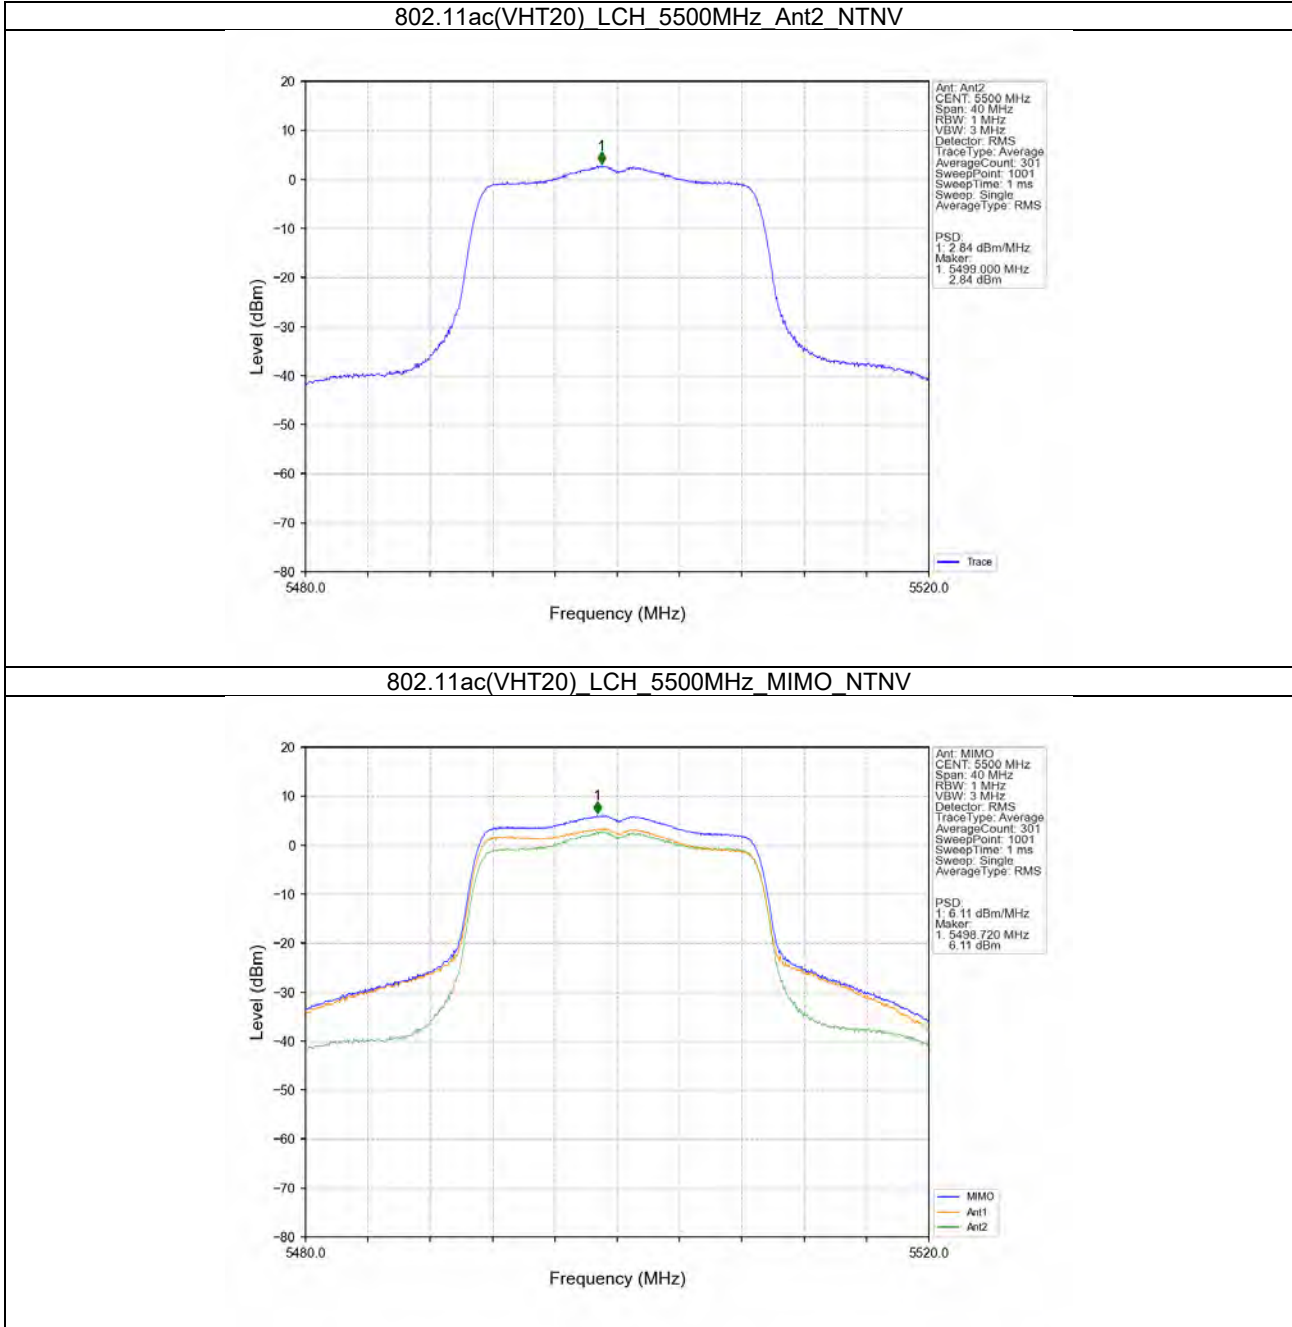 802.11ac(VHT20)_LCH_5500MHz_Ant2_NTNV
20
10
0
−10
−20
−30
−40
−50
−60
−70
−80
Level (dBm)
1
5480.0
5520.0
Frequency (MHz)
Ant: Ant2
CENT: 5500 MHz
Span: 40 MHz
RBW: 1 MHz
VBW: 3 MHz
Detector: RMS
TraceType: Average
AverageCount: 301
SweepPoint: 1001
SweepTime: 1 ms
Sweep: Single
AverageType: RMS
PSD:
1: 2.84 dBm/MHz
Maker:
1. 5499.000 MHz
2.84 dBm
Trace
802.11ac(VHT20)_LCH_5500MHz_MIMO_NTNV
20
10
0
−10
−20
−30
−40
−50
−60
−70
−80
Level (dBm)
1
5480.0
5520.0
Frequency (MHz)
Ant: MIMO
CENT: 5500 MHz
Span: 40 MHz
RBW: 1 MHz
VBW: 3 MHz
Detector: RMS
TraceType: Average
AverageCount: 301
SweepPoint: 1001
SweepTime: 1 ms
Sweep: Single
AverageType: RMS
PSD:
1: 6.11 dBm/MHz
Maker:
1. 5498.720 MHz
6.11 dBm
MIMO
Ant1
Ant2